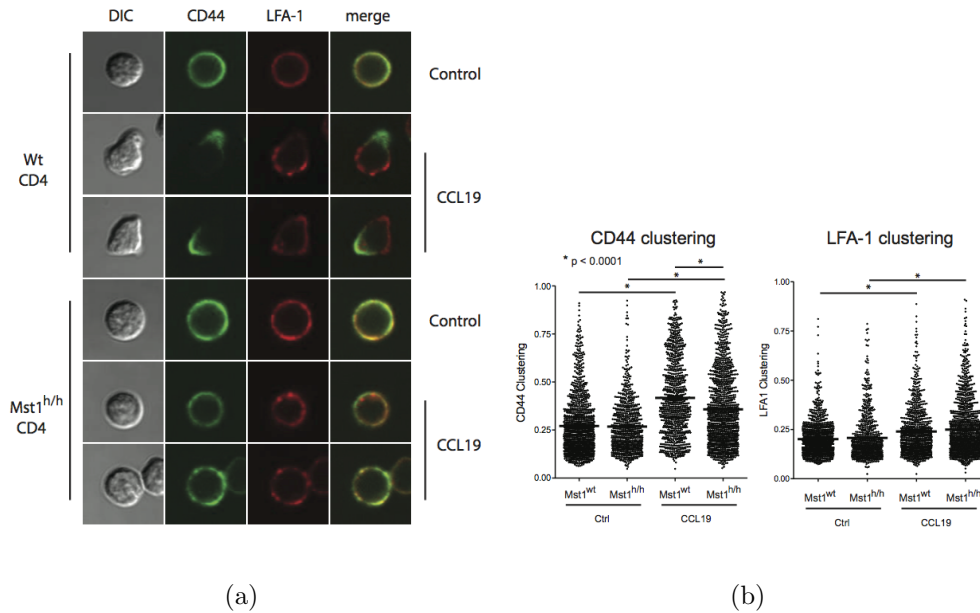 DIC CD44 LFA-1 merge
Control
Wt
CD4
CCL19
Control
Mst1h/h
CD4
CCL19
(a)
CD44 clustering
* p < 0.0001
*
*
*
CD44 Clustering
1.00
0.75
0.50
0.25
0.00
Mst1wt Mst1h/h Mst1wt Mst1h/h
Ctrl CCL19
LFA-1 clustering
*
*
LFA1 Clustering
1.00
0.75
0.50
0.25
0.00
Mst1wt Mst1h/h Mst1wt Mst1h/h
Ctrl CCL19
(b)